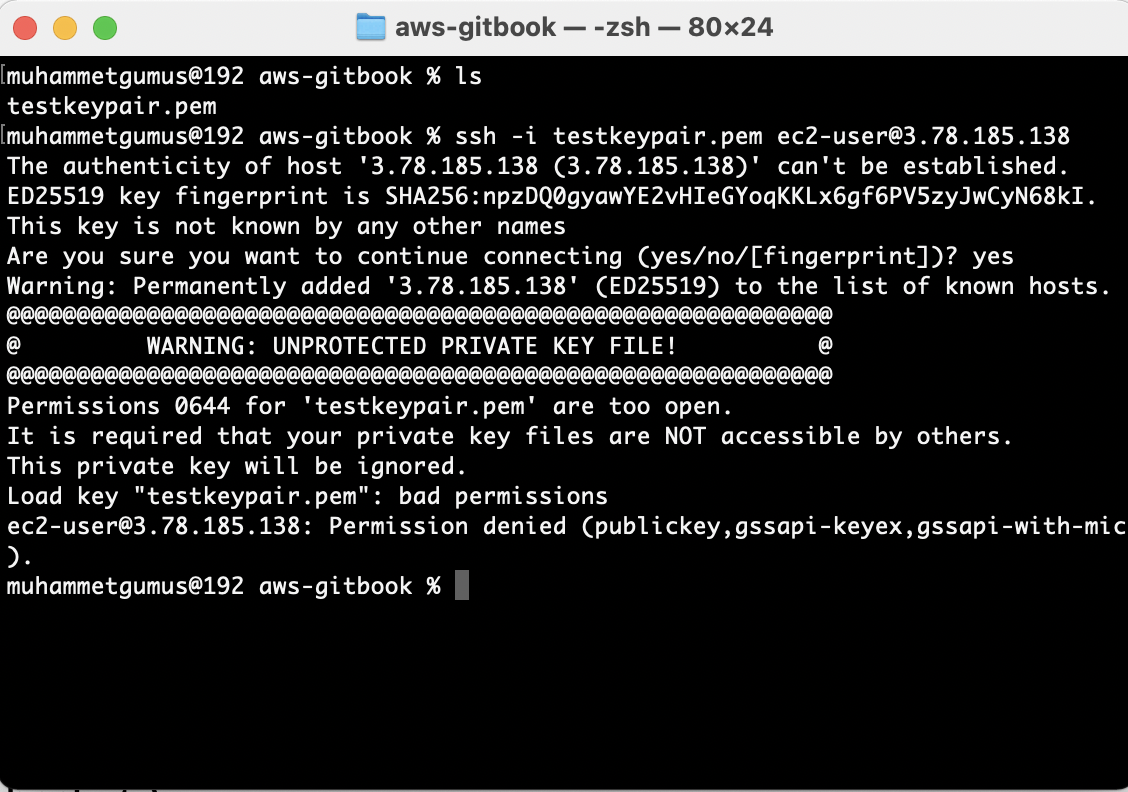 aws-gitbook — -zsh — 80×24
[muhammetgumus@192 aws-gitbook % ls
testkeypair.pem
[muhammetgumus@192 aws-gitbook % ssh -i testkeypair.pem ec2-user@3.78.185.138
The authenticity of host '3.78.185.138 (3.78.185.138)' can't be established.
ED25519 key fingerprint is SHA256:npzDQ0gyawYE2vHIeGYoqKKLx6gf6PV5zyJwCyN68kI.
This key is not known by any other names
Are you sure you want to continue connecting (yes/no/[fingerprint])? yes
Warning: Permanently added '3.78.185.138' (ED25519) to the list of known hosts.
@@@@@@@@@@@@@@@@@@@@@@@@@@@@@@@@@@@@@@@@@@@@@@@@@@@@@@@@@@@
@         WARNING: UNPROTECTED PRIVATE KEY FILE!          @
@@@@@@@@@@@@@@@@@@@@@@@@@@@@@@@@@@@@@@@@@@@@@@@@@@@@@@@@@@@
Permissions 0644 for 'testkeypair.pem' are too open.
It is required that your private key files are NOT accessible by others.
This private key will be ignored.
Load key "testkeypair.pem": bad permissions
ec2-user@3.78.185.138: Permission denied (publickey,gssapi-keyex,gssapi-with-mic
).
muhammetgumus@192 aws-gitbook %